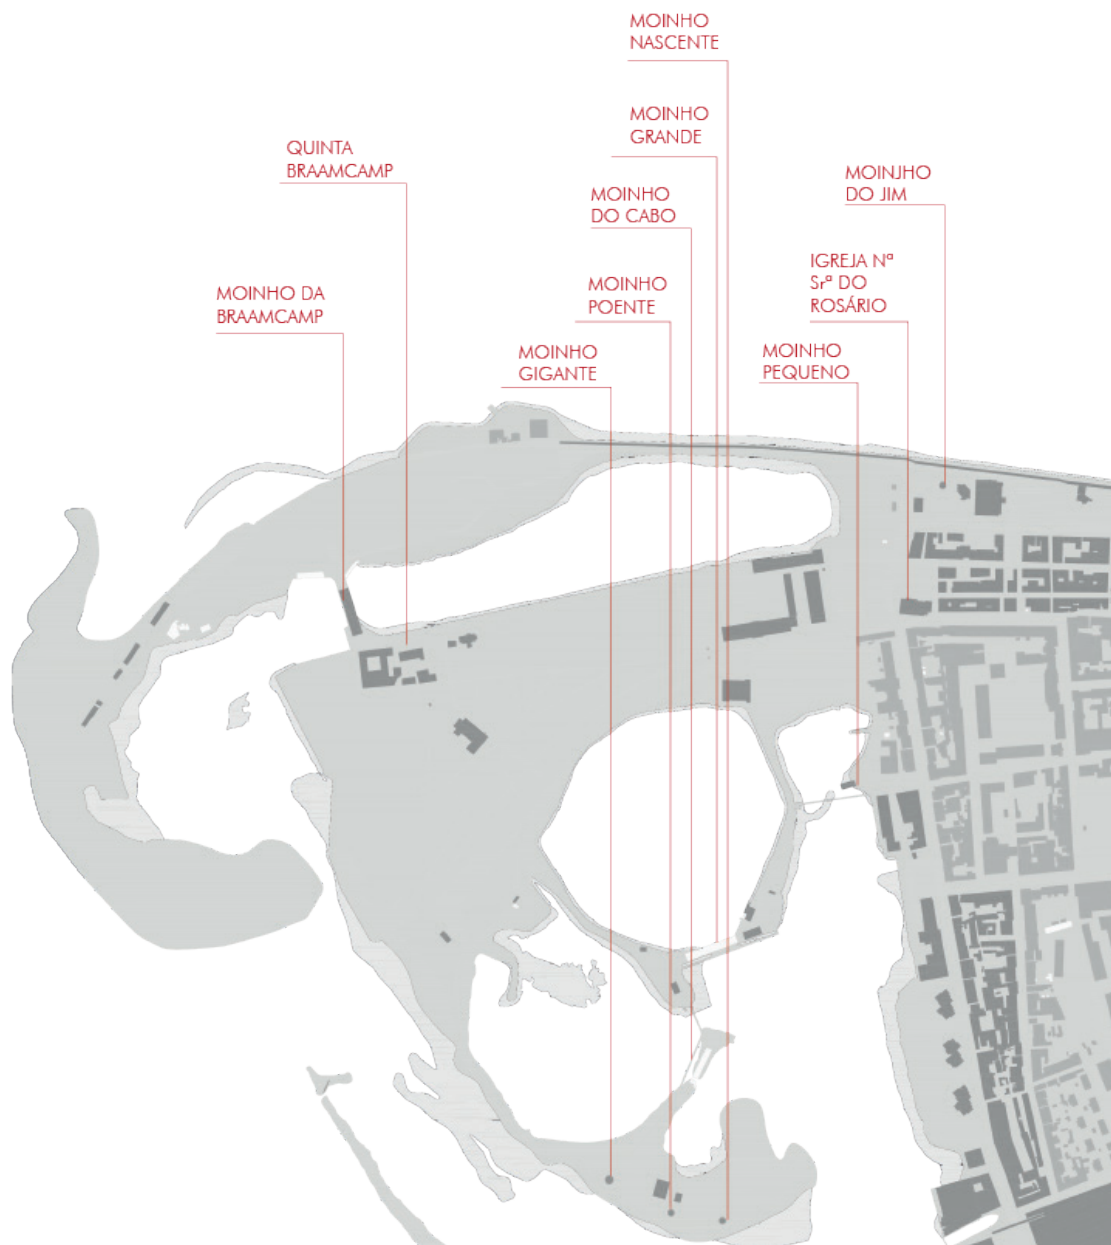 MOINHO
NASCENTE
MOINHO
GRANDE
QUINTA
BRAAMCAMP
MOINHO
DO CABO
MOINJHO
DO JIM
IGREJA Nª
Srª DO
ROSÁRIO
MOINHO
POENTE
MOINHO DA
BRAAMCAMP
MOINHO
GIGANTE
MOINHO
PEQUENO